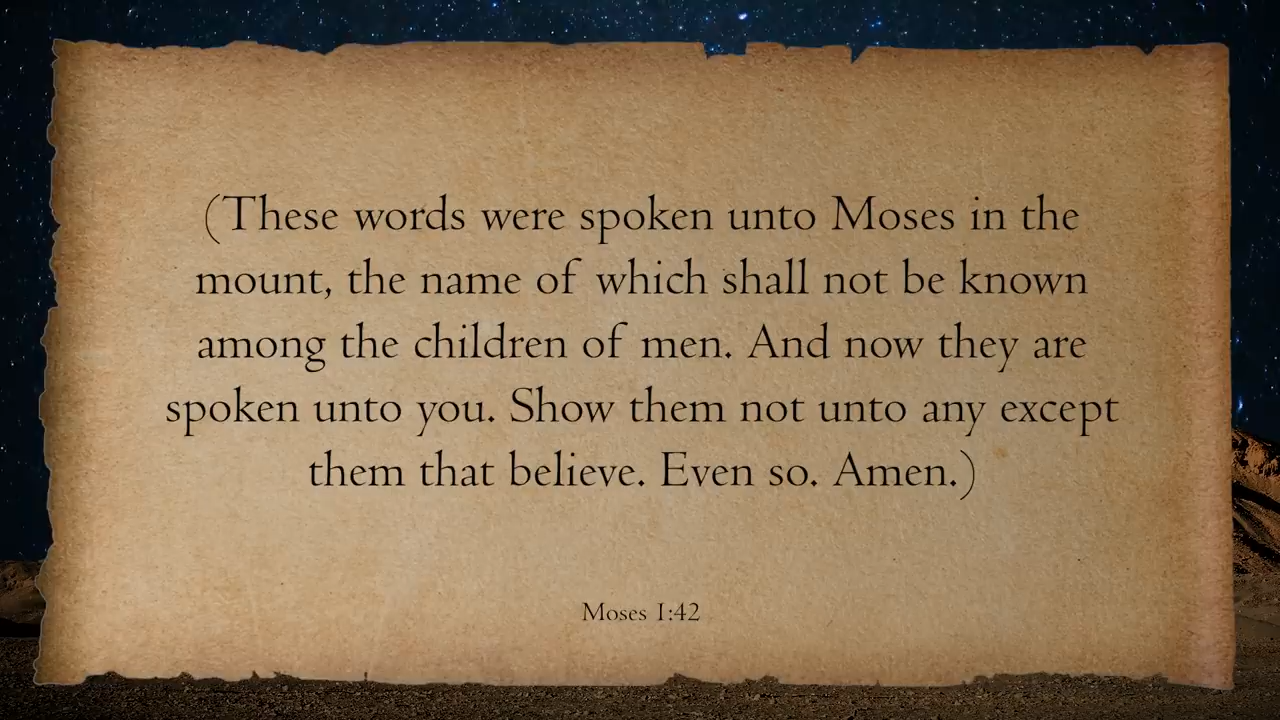 (These words were spoken unto Moses in the
mount, the name of which shall not be known
among the children of men. And now they are
spoken unto you. Show them not unto any except
them that believe. Even so. Amen.)
Moses 1:42